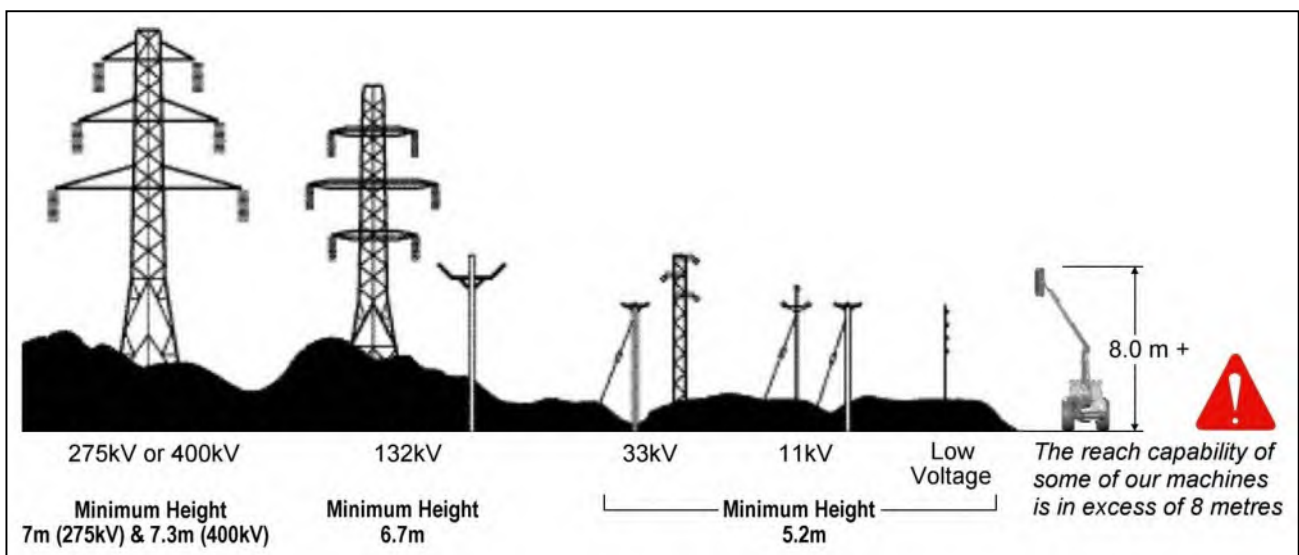 8.0 m +
275kV or 400kV
132kV
33kV
11kV
Low
Voltage
The reach capability of
some of our machines
is in excess of 8 metres
Minimum Height
7m (275kV) & 7.3m (400kV)
Minimum Height
6.7m
Minimum Height
5.2m